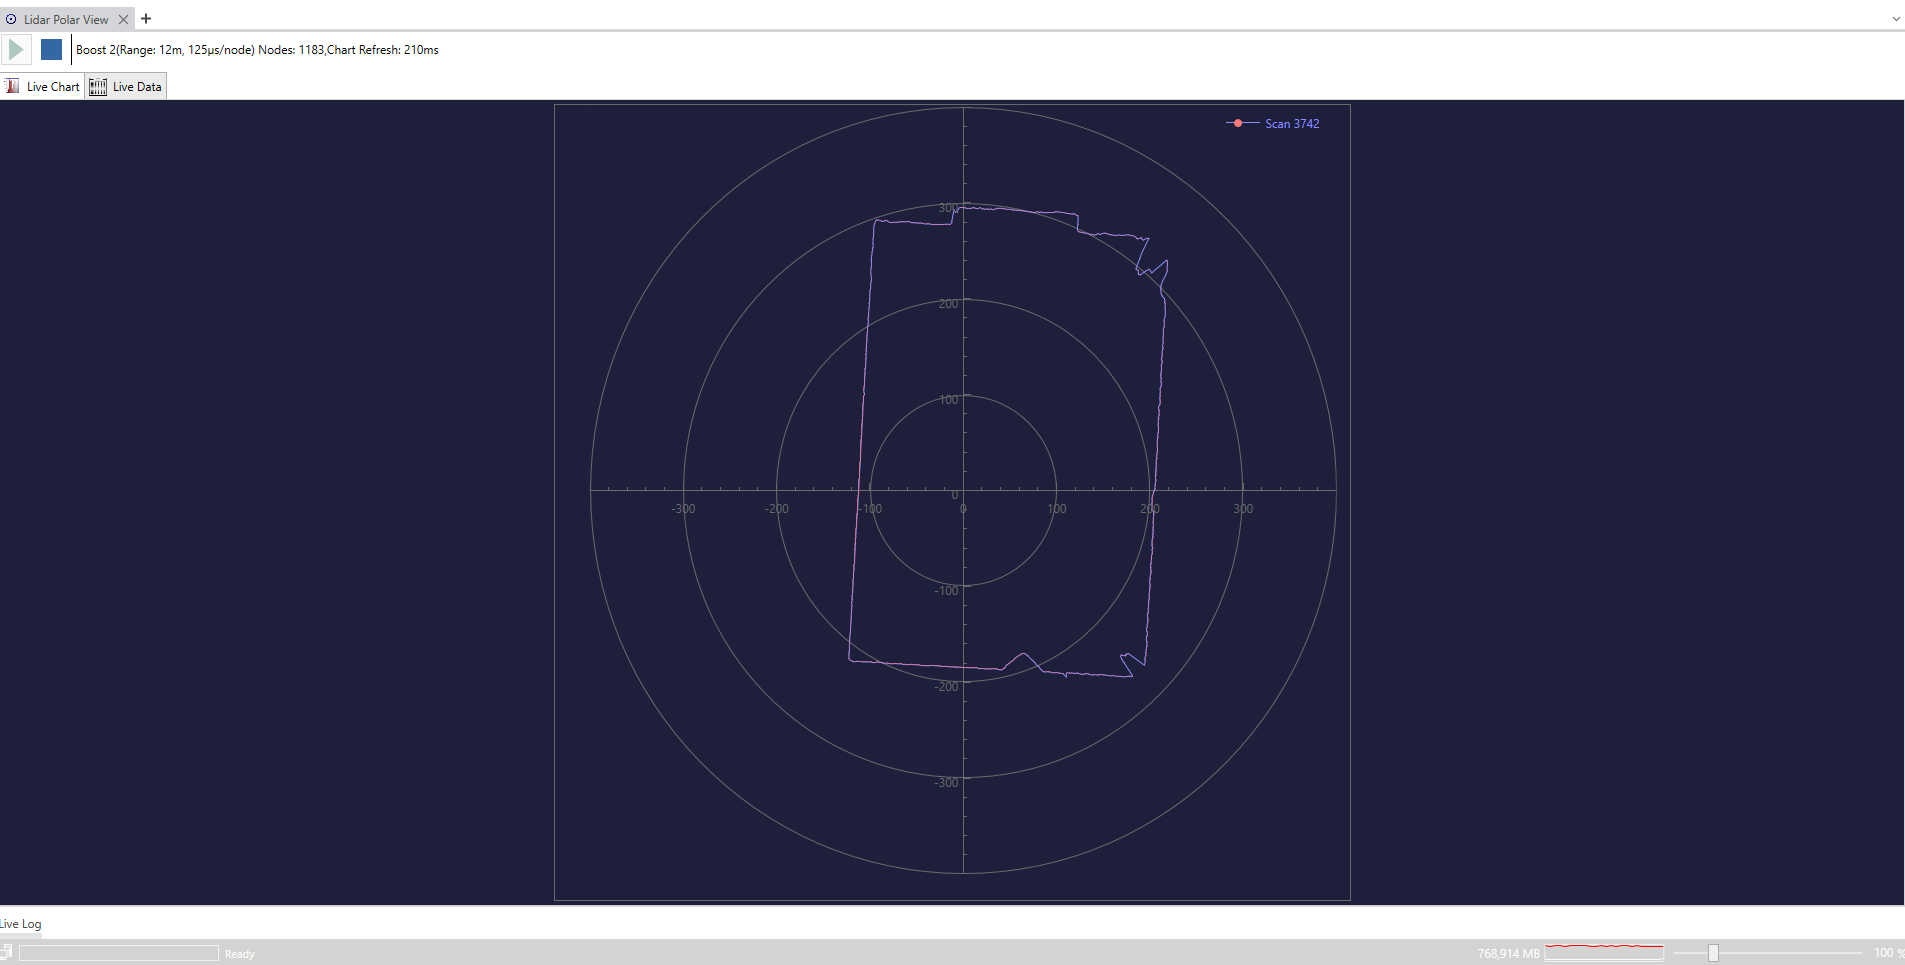 Lidar Polar View
Boost 2(Range: 12m, 125µs/node) Nodes: 1183,Chart Refresh: 210ms
Live Chart
Live Data
Scan 3742
300
200
100
0
-300
-200
-100
0
100
200
300
-100
-200
-300
Live Log
Ready
768,914 MB
100 %